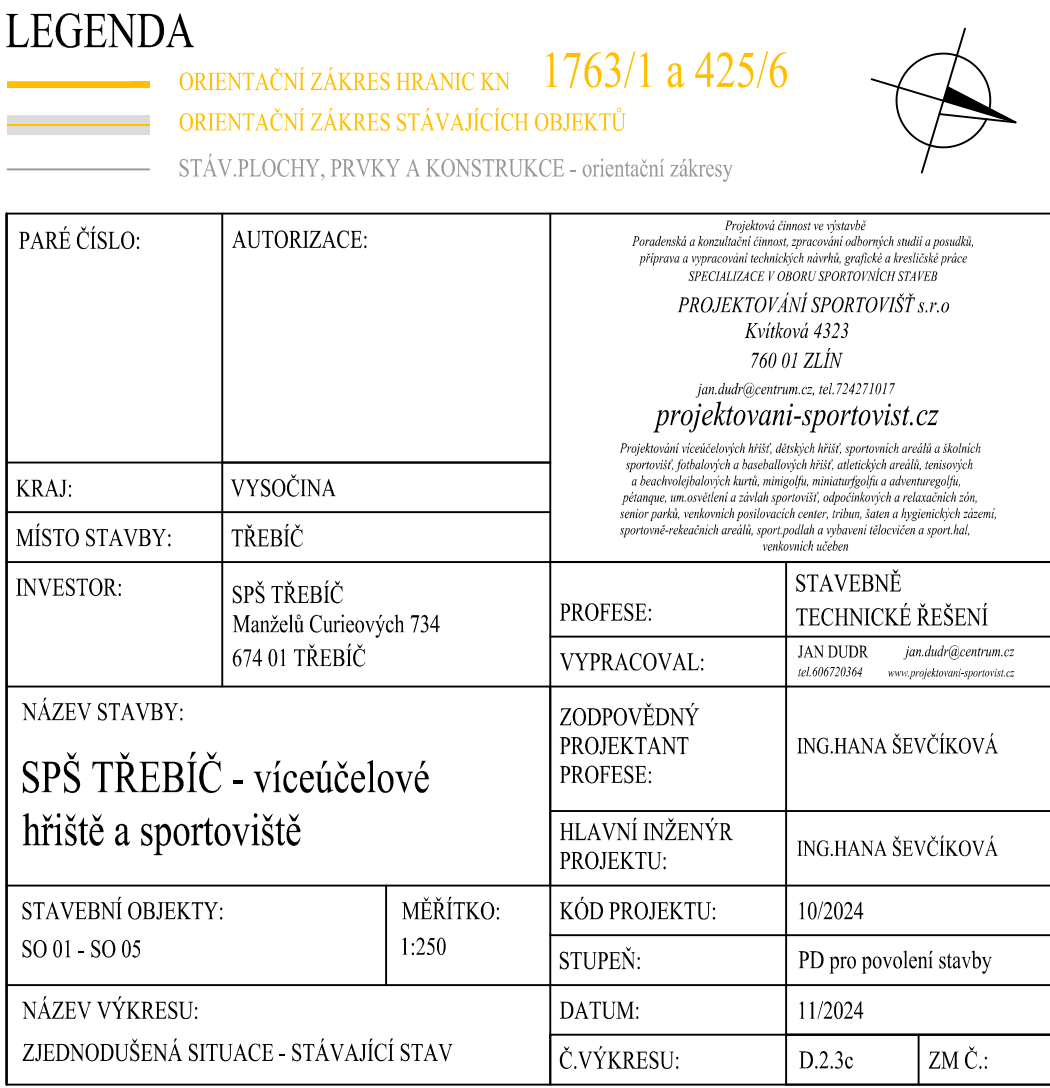 LEGENDA
ORIENTAČNÍ ZÁKRES HRANIC KN 1763/1 a 425/6
ORIENTAČNÍ ZÁKRES STÁVAJÍCÍCH OBJEKTŮ
STÁV.PLOCHY, PRVKY A KONSTRUKCE - orientační zákresy
PARÉ ČÍSLO:
AUTORIZACE:
Projektová činnost ve výstavbě
Poradenská a konzultační činnost, zpracování odborných studií a posudků,
příprava a vypracování technických návrhů, grafické a kresličské práce
SPECIALIZACE V OBORU SPORTOVNÍCH STAVEB
PROJEKTOVÁNÍ SPORTOVIŠŤ s.r.o
Kvítková 4323
760 01 ZLÍN
jan.dudr@centrum.cz, tel.724271017
projektovani-sportovist.cz
Projektování víceúčelových hřišť, dětských hřišť, sportovních areálů a školních
sportovišť, fotbalových a baseballových hřišť, atletických areálů, tenisových
a beachvolejbalových kurtů, minigolfu, miniaturfgolfu a adventuregolfu,
pétanque, um.osvětlení a závlah sportovišť, odpočinkových a relaxačních zón,
senior parků, venkovních posilovacích center, tribun, šaten a hygienických zázemí,
sportovně-rekeačních areálů, sport.podlah a vybavení tělocvičen a sport.hal,
venkovních učeben
KRAJ:
VYSOČINA
MÍSTO STAVBY:
TŘEBÍČ
INVESTOR:
SPŠ TŘEBÍČ
Manželů Curieových 734
674 01 TŘEBÍČ
PROFESE:
STAVEBNĚ
TECHNICKÉ ŘEŠENÍ
VYPRACOVAL:
JAN DUDR jan.dudr@centrum.cz
tel.606720364 www.projektovani-sportovist.cz
NÁZEV STAVBY:
SPŠ TŘEBÍČ - víceúčelové
hřiště a sportoviště
ZODPOVĚDNÝ
PROJEKTANT
PROFESE:
ING.HANA ŠEVČÍKOVÁ
HLAVNÍ INŽENÝR
PROJEKTU:
ING.HANA ŠEVČÍKOVÁ
STAVEBNÍ OBJEKTY:
SO 01 - SO 05
MĚŘÍTKO:
1:250
KÓD PROJEKTU:
10/2024
STUPEŇ:
PD pro povolení stavby
NÁZEV VÝKRESU:
ZJEDNODUŠENÁ SITUACE - STÁVAJÍCÍ STAV
DATUM:
11/2024
Č.VÝKRESU:
D.2.3c
ZM Č.: